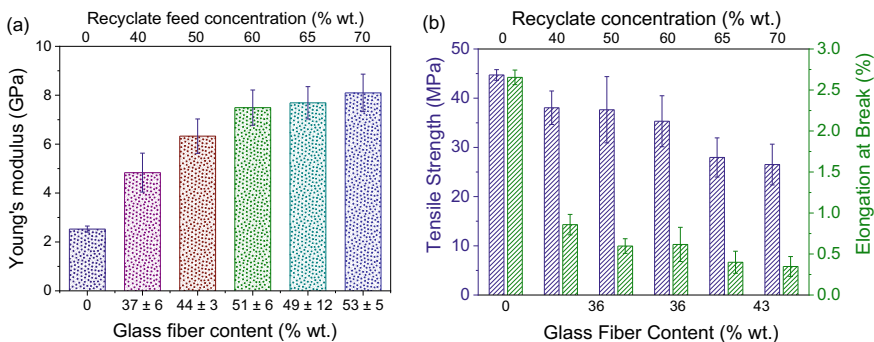 (a)
Recyclate feed concentration (% wt.)
0 40 50 60 65 70
10
8
6
4
2
0
Young's modulus (GPa)
0 37 ± 6 44 ± 3 51 ± 6 49 ± 12 53 ± 5
Glass fiber content (% wt.)
(b)
Recyclate concentration (% wt.)
0 40 50 60 65 70
50
40
30
20
10
0
Tensile Strength (MPa)
3.0
2.5
2.0
1.5
1.0
0.5
0.0
Elongation at Break (%)
0 36 36 43
Glass Fiber Content (% wt.)